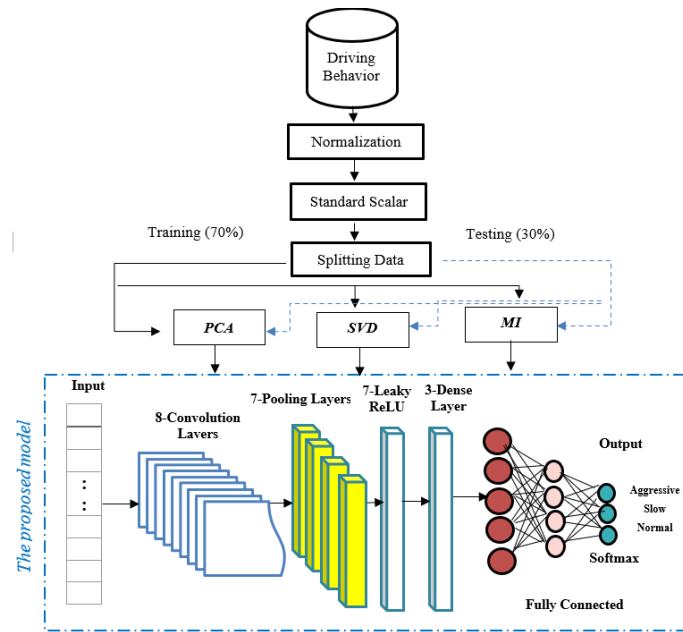 Driving
Behavior
Normalization
Standard Scalar
Training (70%)
Testing (30%)
Splitting Data
PCA
SVD
MI
The proposed model
Input
8-Convolution
Layers
7-Pooling Layers
7-Leaky
ReLU
3-Dense
Layer
Output
Aggressive
Slow
Normal
Softmax
Fully Connected